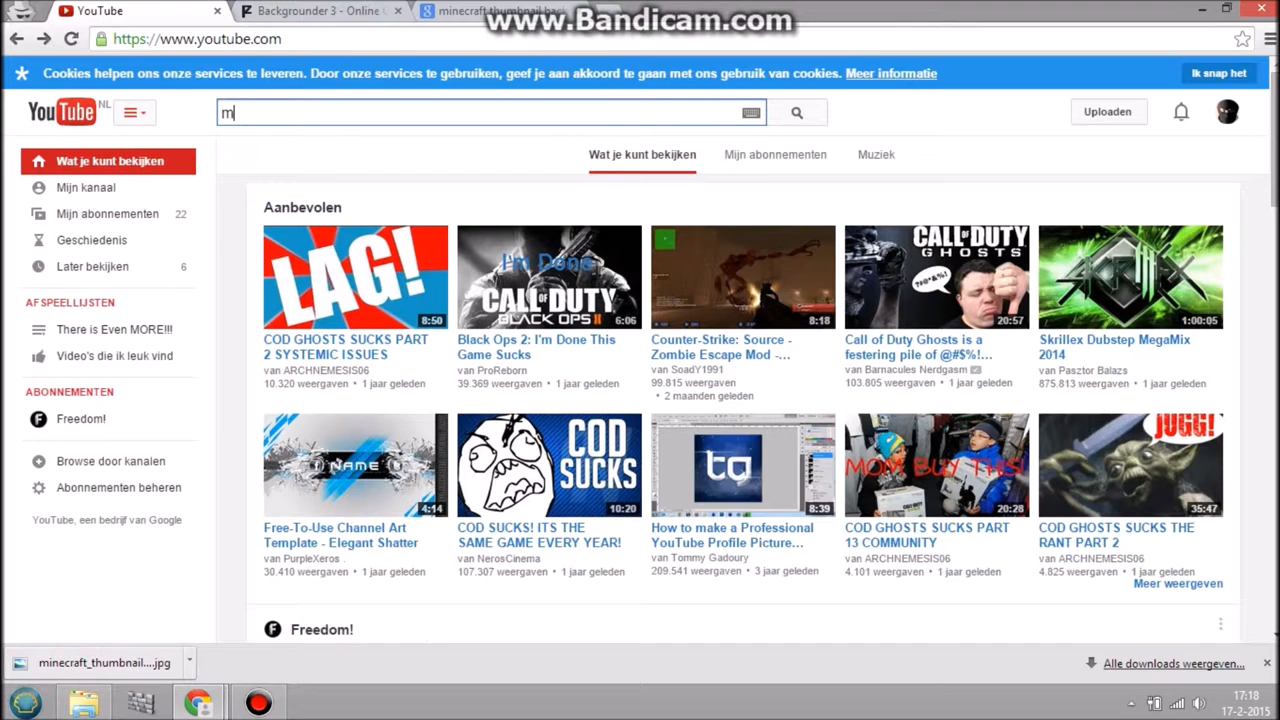 www.Bandicam.com
YouTube
Backgrounder 3 - Online
minecraft thumbnail back
https://www.youtube.com
Cookies helpen ons onze services te leveren. Door onze services te gebruiken, geef je aan akkoord te gaan met ons gebruik van cookies. Meer informatie
Ik snap het
YouTube NL
m
Uploaden
Wat je kunt bekijken
Mijn abonnementen
Muziek
Wat je kunt bekijken
Mijn kanaal
Mijn abonnementen 22
Geschiedenis
Later bekijken 6
AFSPEELLIJSTEN
There is Even MORE!!!
Video's die ik leuk vind
ABONNEMENTEN
Freedom!
Browse door kanalen
Abonnementen beheren
YouTube, een bedrijf van Google
Aanbevolen
LAG!
8:50
COD GHOSTS SUCKS PART
2 SYSTEMIC ISSUES
van ARCHNEMESIS06
10.320 weergaven • 1 jaar geleden
I'm Done
CALL OF DUTY
BLACK OPS II
6:06
Black Ops 2: I'm Done This
Game Sucks
van ProReborn
39.369 weergaven • 1 jaar geleden
8:18
Counter-Strike: Source -
Zombie Escape Mod -...
van SoadY1991
99.815 weergaven
• 2 maanden geleden
CALL OF DUTY
GHOSTS
?@#&%!
20:57
Call of Duty Ghosts is a
festering pile of @#$%!...
van Barnacules Nerdgasm
103.805 weergaven • 1 jaar geleden
SKRILLEX
1:00:05
Skrillex Dubstep MegaMix
2014
van Pasztor Balazs
875.813 weergaven • 1 jaar geleden
NAME
4:14
Free-To-Use Channel Art
Template - Elegant Shatter
van PurpleXeros .
30.410 weergaven • 1 jaar geleden
COD
SUCKS
10:20
COD SUCKS! ITS THE
SAME GAME EVERY YEAR!
van NerosCinema
107.307 weergaven • 1 jaar geleden
tg
8:39
How to make a Professional
YouTube Profile Picture...
van Tommy Gadoury
209.541 weergaven • 3 jaar geleden
MOM BUY THIS!
20:28
COD GHOSTS SUCKS PART
13 COMMUNITY
van ARCHNEMESIS06
4.101 weergaven • 1 jaar geleden
JUGG!
35:47
COD GHOSTS SUCKS THE
RANT PART 2
van ARCHNEMESIS06
4.825 weergaven • 1 jaar geleden
Meer weergeven
Freedom!
minecraft_thumbnail....jpg
Alle downloads weergeven...
17:18
17-2-2015